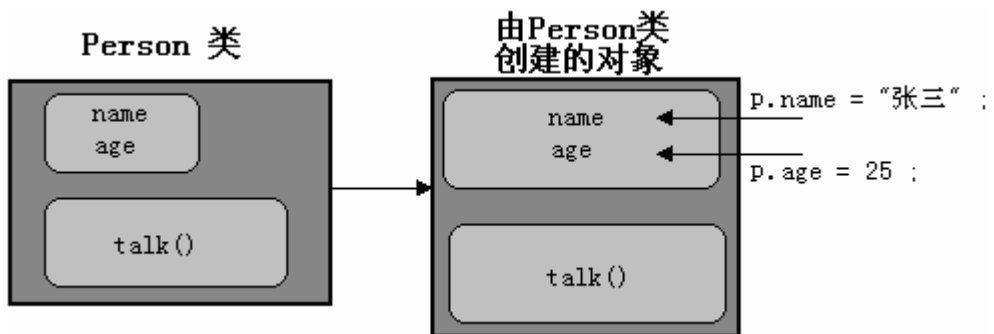 Person 类
name
age
talk()
由Person类
创建的对象
name
age
talk()
p.name = "张三" ;
p.age = 25 ;